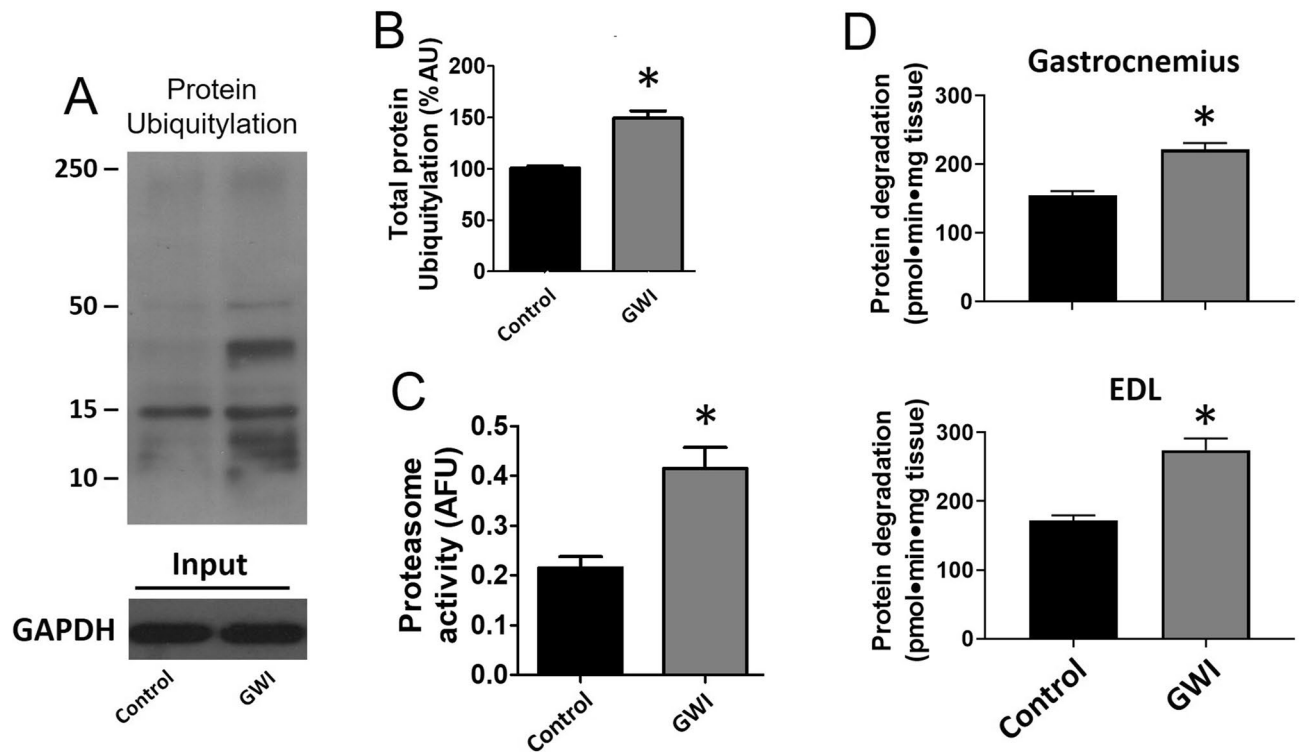 A
Protein
Ubiquitylation
250
50
15
10
Input
GAPDH
Control
GWI
B
Total protein
Ubiquitylation (% AU)
200
150
100
50
0
*
Control
GWI
C
Proteasome
activity (AFU)
0.5
0.4
0.3
0.2
0.1
0.0
*
Control
GWI
D
Gastrocnemius
Protein degradation
(pmol•min•mg tissue)
300
200
100
0
*
EDL
Protein degradation
(pmol•min•mg tissue)
300
200
100
0
*
Control
GWI